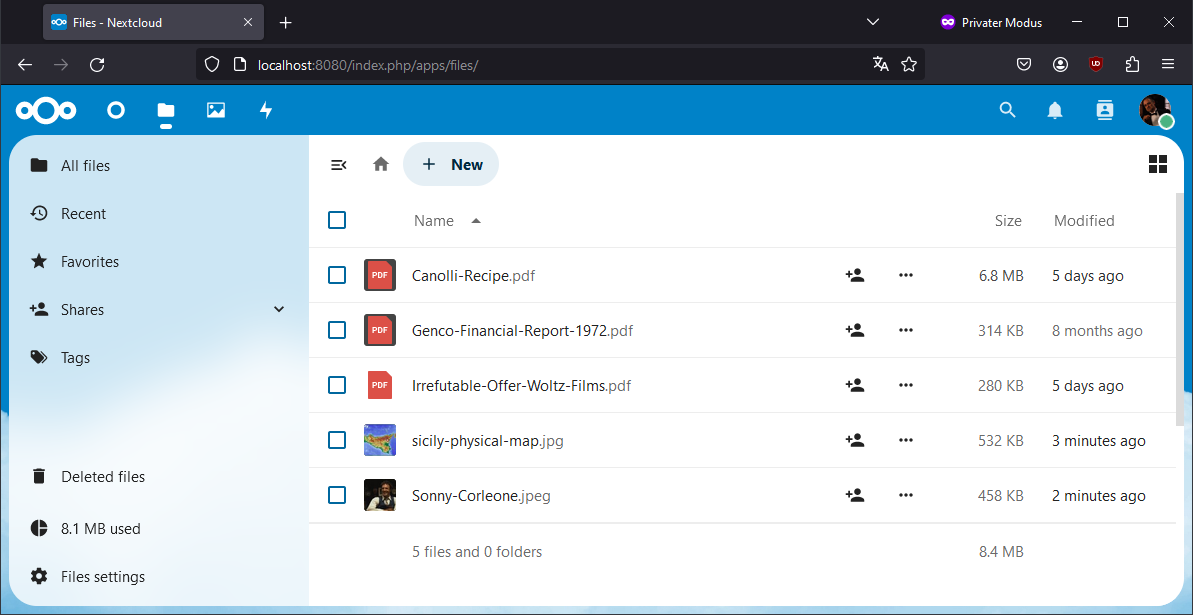 Files - Nextcloud
Privater Modus
localhost:8080/index.php/apps/files/
UD
All files
Recent
Favorites
Shares
Tags
Deleted files
8.1 MB used
Files settings
New
Name Size Modified
PDF Canolli-Recipe.pdf 6.8 MB 5 days ago
PDF Genco-Financial-Report-1972.pdf 314 KB 8 months ago
PDF Irrefutable-Offer-Woltz-Films.pdf 280 KB 5 days ago
sicily-physical-map.jpg 532 KB 3 minutes ago
Sonny-Corleone.jpeg 458 KB 2 minutes ago
5 files and 0 folders 8.4 MB